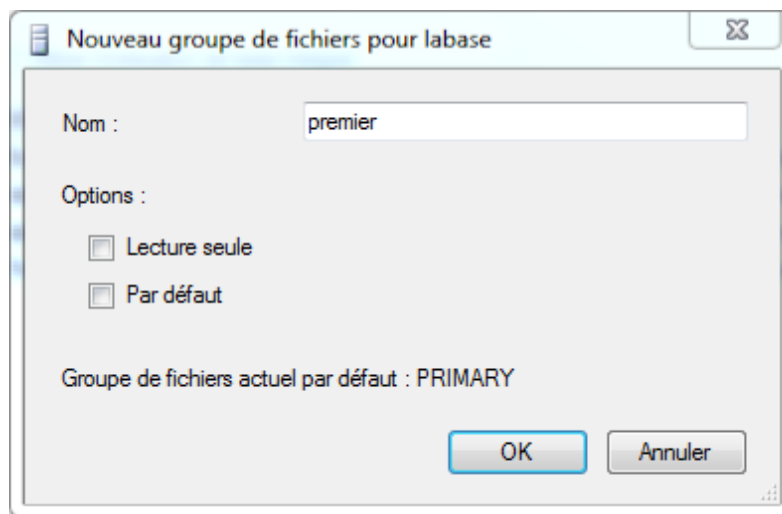 Nouveau groupe de fichiers pour labase
Nom : premier
Options :
Lecture seule
Par défaut
Groupe de fichiers actuel par défaut : PRIMARY
OK Annuler